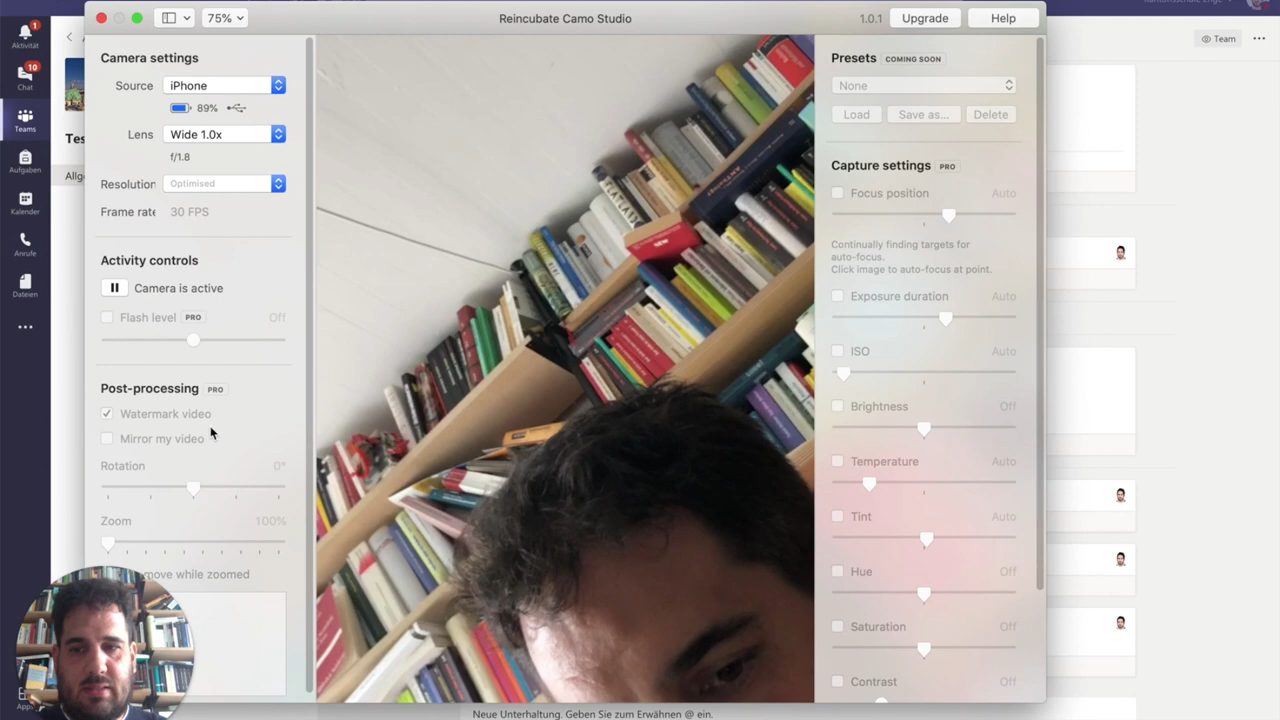 75%
Reincubate Camo Studio
1.0.1
Upgrade
Help
1
Aktivität
10
Chat
Teams
Aufgaben
Kalender
Anrufe
Dateien
Tes
Team
Camera settings
Source
iPhone
89%
Lens
Wide 1.0x
f/1.8
Resolution
Optimised
Frame rate
30 FPS
Activity controls
Camera is active
Flash level
PRO
Off
Post-processing
PRO
Watermark video
Mirror my video
Rotation
0°
Zoom
100%
move while zoomed
NEW
Presets
COMING SOON
None
Load
Save as...
Delete
Capture settings
PRO
Focus position
Auto
Continually finding targets for
auto-focus.
Click image to auto-focus at point.
Exposure duration
Auto
ISO
Auto
Brightness
Off
Temperature
Auto
Tint
Auto
Hue
Off
Saturation
Off
Contrast
Off
Neue Unterhaltung. Geben Sie zum Erwähnen @ ein.